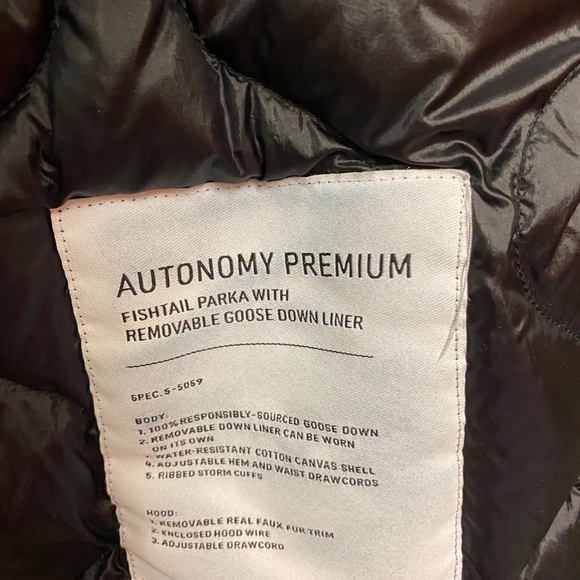 AUTONOMY PREMIUM
FISHTAIL PARKA WITH
REMOVABLE GOOSE DOWN LINER
SPEC. S-5059
BODY:
1. 100% RESPONSIBLY-SOURCED GOOSE DOWN
2. REMOVABLE DOWN LINER CAN BE WORN
ON ITS OWN
3. WATER-RESISTANT COTTON CANVAS SHELL
4. ADJUSTABLE HEM AND WAIST DRAWCORDS
5. RIBBED STORM CUFFS
HOOD:
1. REMOVABLE REAL FAUX FUR TRIM
2. ENCLOSED HOOD WIRE
3. ADJUSTABLE DRAWCORD